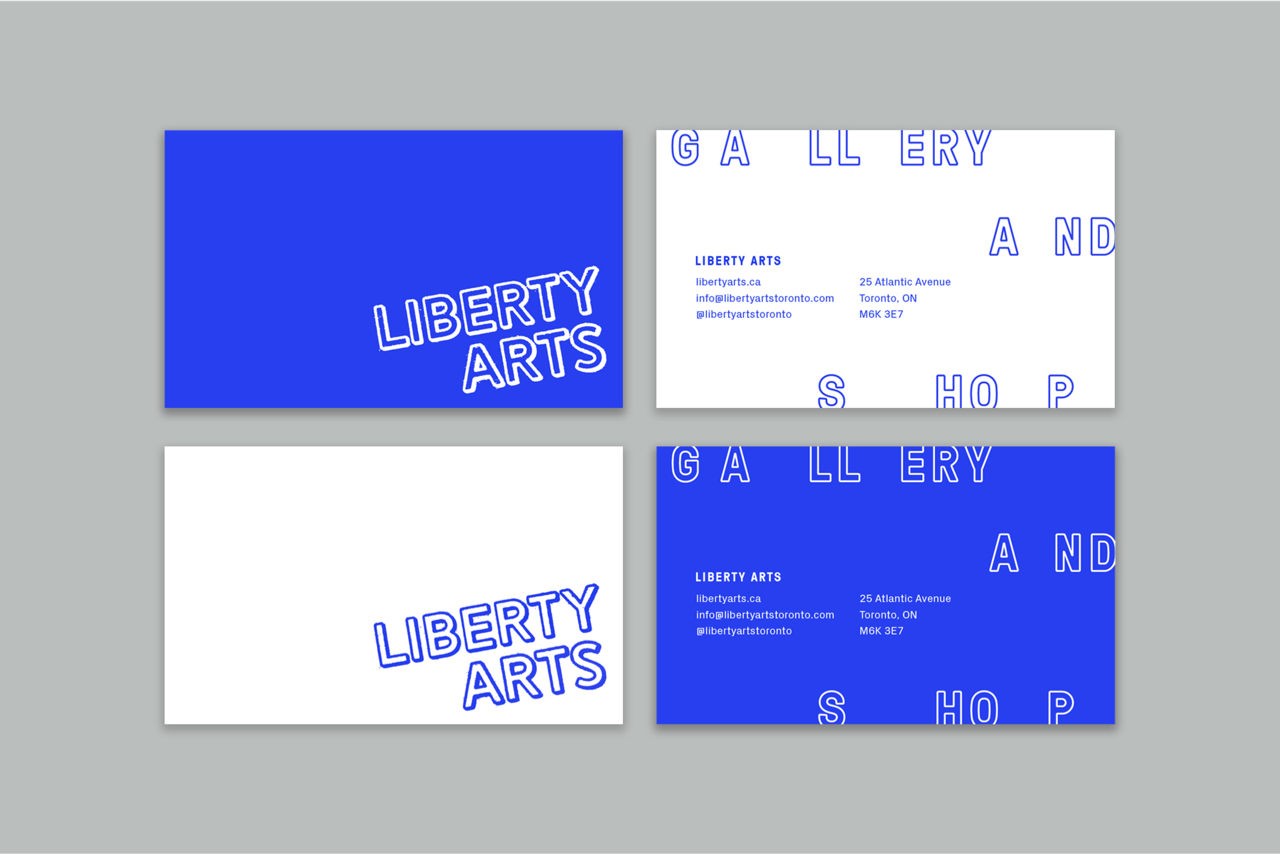 LIBERTY
ARTS
GA LL ERY
A ND
LIBERTY ARTS
libertyarts.ca
info@libertyartstoronto.com
@libertyartstoronto
25 Atlantic Avenue
Toronto, ON
M6K 3E7
S HO P
LIBERTY
ARTS
GA LL ERY
A ND
LIBERTY ARTS
libertyarts.ca
info@libertyartstoronto.com
@libertyartstoronto
25 Atlantic Avenue
Toronto, ON
M6K 3E7
S HO P